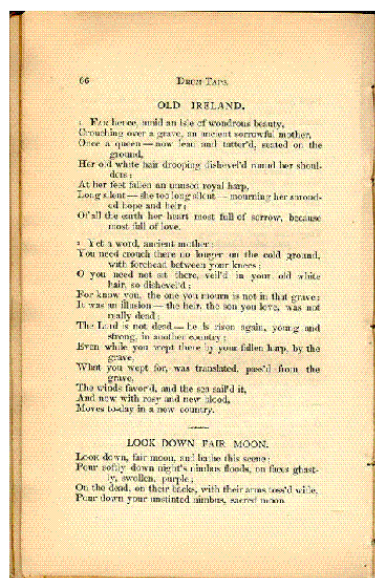 66 DRUM-TAPS.
OLD IRELAND.
1 FAR hence, amid an isle of wondrous beauty,
Crouching over a grave, an ancient sorrowful mother,
Once a queen—now lean and tatter'd, seated on the
ground,
Her old white hair drooping dishevel'd round her shoul-
ders;
At her feet fallen an unused royal harp,
Long silent—she too long silent—mourning her shroud-
ed hope and heir;
Of all the earth her heart most full of sorrow, because
most full of love.
2 Yet a word, ancient mother;
You need crouch there no longer on the cold ground,
with forehead between your knees;
O you need not sit there, veil'd in your old white
hair, so dishevel'd;
For know you, the one you mourn is not in that grave;
It was an illusion—the heir, the son you love, was not
really dead;
The Lord is not dead—he is risen again, young and
strong, in another country;
Even while you wept there by your fallen harp, by the
grave,
What you wept for, was translated, pass'd from the
grave,
The winds favor'd, and the sea sail'd it,
And now with rosy and new blood,
Moves to-day in a new country.
LOOK DOWN FAIR MOON.
LOOK down, fair moon, and bathe this scene;
Pour softly down night's nimbus floods, on faces ghast-
ly, swollen, purple;
On the dead, on their backs, with their arms toss'd wide,
Pour down your unstinted nimbus, sacred moon.